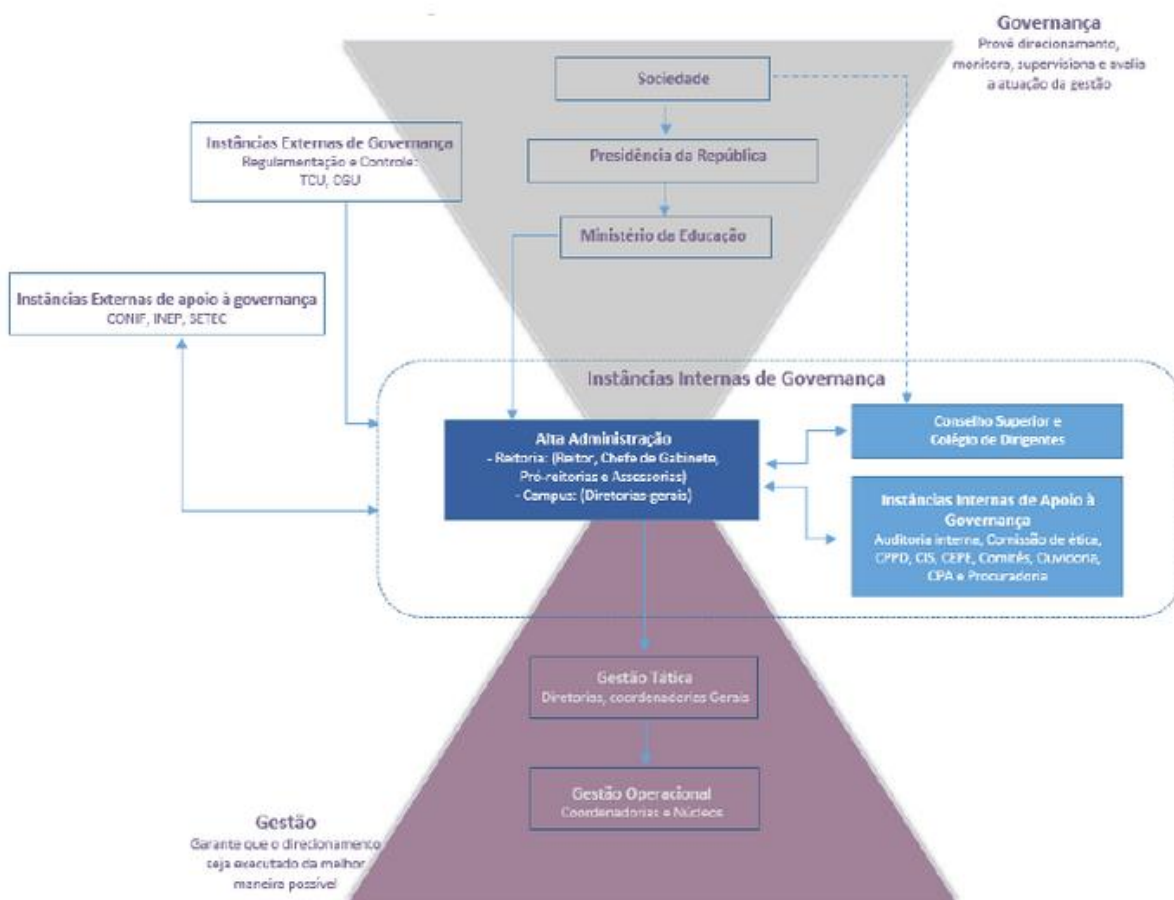 Governança
Provê direcionamento,
monitora, supervisiona e avalia
a atuação da gestão
Sociedade
Instâncias Externas de Governança
Regulamentação e Controle:
TCU, CGU
Presidência da República
Ministério da Educação
Instâncias Externas de apoio à governança
CONIF, INEP, SETEC
Instâncias Internas de Governança
Alta Administração
- Reitoria: (Reitor, Chefe de Gabinete,
Pró-reitorias e Assessorias)
- Campus: (Diretorias-gerais)
Conselho Superior e
Colégio de Dirigentes
Instâncias Internas de Apoio à
Governança
Auditoria interna, Comissão de ética,
CPPD, CIS, CEPE, Comitês, Ouvidoria,
CPA e Procuradoria
Gestão Tática
Diretorias, coordenadorias Gerais
Gestão Operacional
Coordenadorias e Núcleos
Gestão
Garante que o direcionamento
seja executado da melhor
maneira possível